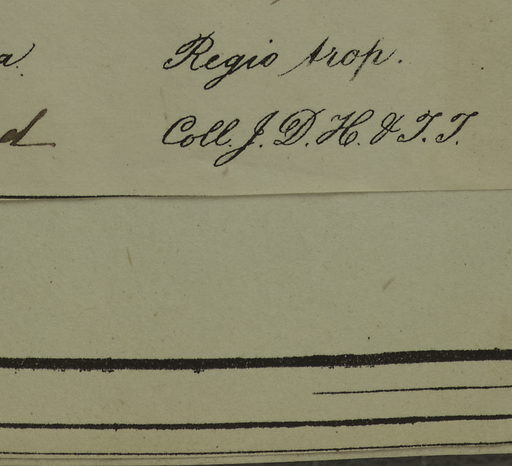 a. Regio trop.
d Coll. J. D. H. & T. T.